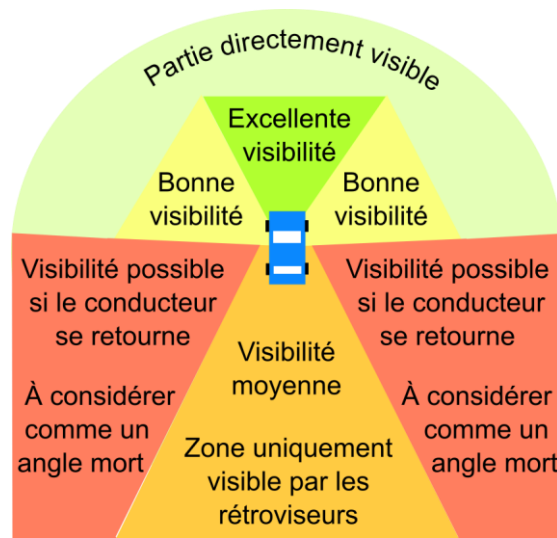 Partie directement visible
Excellente
visibilité
Bonne
visibilité
Bonne
visibilité
Visibilité possible
si le conducteur
se retourne
À considérer
comme un
angle mort
Visibilité
moyenne
Zone uniquement
visible par les
rétroviseurs
Visibilité possible
si le conducteur
se retourne
À considérer
comme un
angle mort